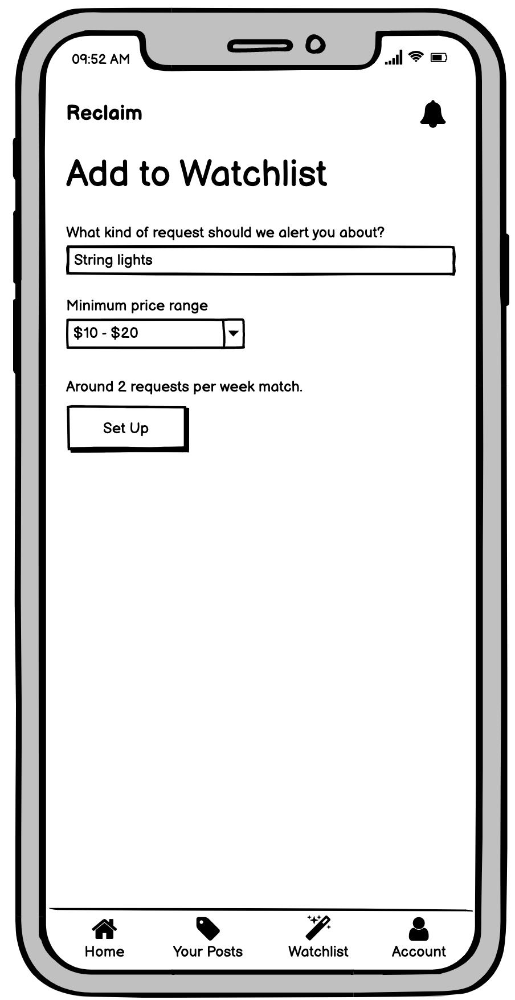 09:52 AM
Reclaim
Add to Watchlist
What kind of request should we alert you about?
String lights
Minimum price range
$10 - $20
Around 2 requests per week match.
Set Up
Home Your Posts Watchlist Account